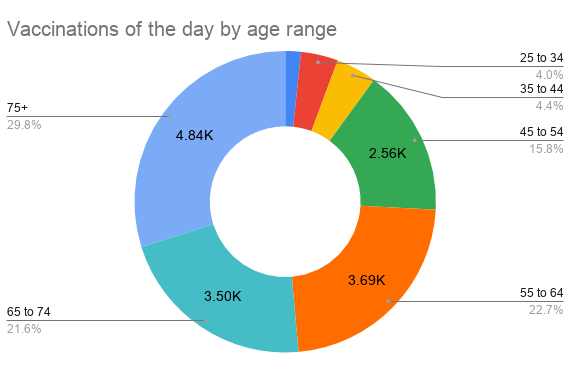 Vaccinations of the day by age range
25 to 34
4.0%
35 to 44
4.4%
45 to 54
15.8%
55 to 64
22.7%
65 to 74
21.6%
75+
29.8%
4.84K
2.56K
3.69K
3.50K